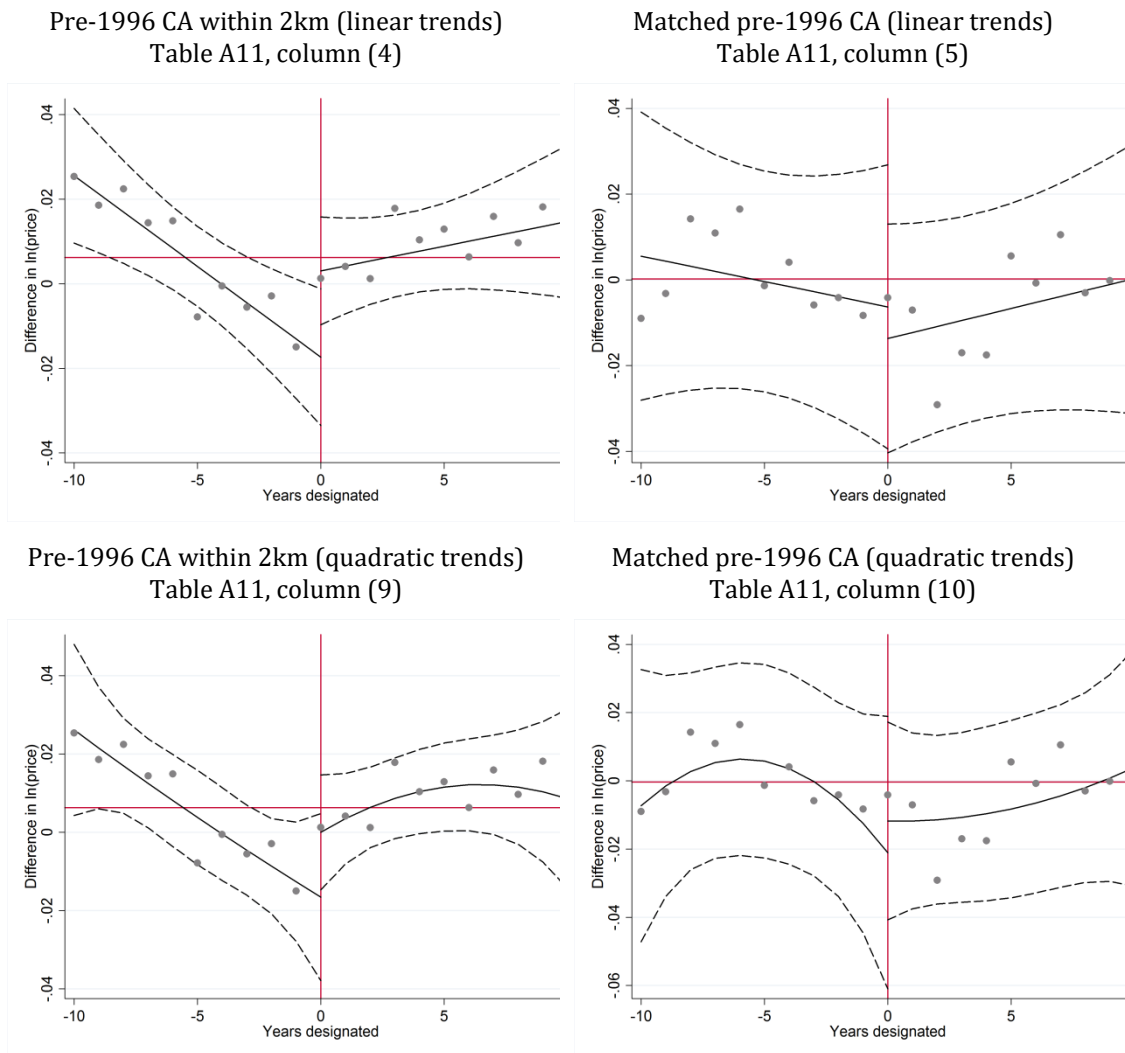 Pre-1996 CA within 2km (linear trends)
Table A11, column (4)
Difference in ln(price)
.04
.02
0
-.02
-.04
-10
-5
0
5
Years designated
Matched pre-1996 CA (linear trends)
Table A11, column (5)
Difference in ln(price)
.04
.02
0
-.02
-.04
-10
-5
0
5
Years designated
Pre-1996 CA within 2km (quadratic trends)
Table A11, column (9)
Difference in ln(price)
.04
.02
0
-.02
-.04
-10
-5
0
5
Years designated
Matched pre-1996 CA (quadratic trends)
Table A11, column (10)
Difference in ln(price)
.04
.02
0
-.02
-.04
-.06
-10
-5
0
5
Years designated